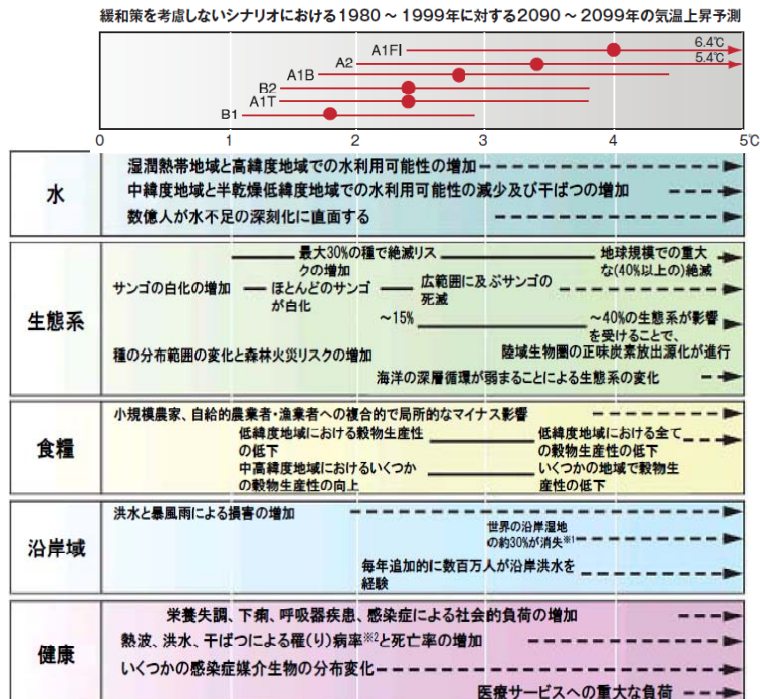 緩和策を考慮しないシナリオにおける1980～1999年に対する2090～2099年の気温上昇予測
A1FI
6.4℃
A2
5.4℃
A1B
B2
A1T
B1
0
1
2
3
4
5℃
水
湿潤熱帯地域と高緯度地域での水利用可能性の増加
中緯度地域と半乾燥低緯度地域での水利用可能性の減少及び干ばつの増加
数億人が水不足の深刻化に直面する
生態系
最大30%の種で絶滅リス
クの増加
地球規模での重大
な(40%以上の)絶滅
サンゴの白化の増加
ほとんどのサンゴ
が白化
広範囲に及ぶサンゴの
死滅
～15%
～40%の生態系が影響
を受けることで、
陸域生物圏の正味炭素放出源化が進行
種の分布範囲の変化と森林火災リスクの増加
海洋の深層循環が弱まることによる生態系の変化
食糧
小規模農家、自給的農業者・漁業者への複合的で局所的なマイナス影響
低緯度地域における穀物生産性
の低下
低緯度地域における全て
の穀物生産性の低下
中高緯度地域におけるいくつか
の穀物生産性の向上
いくつかの地域で穀物生
産性の低下
沿岸域
洪水と暴風雨による損害の増加
世界の沿岸湿地
の約30%が消失※1
毎年追加的に数百万人が沿岸洪水を
経験
健康
栄養失調、下痢、呼吸器疾患、感染症による社会的負荷の増加
熱波、洪水、干ばつによる罹(り)病率※2と死亡率の増加
いくつかの感染症媒介生物の分布変化
医療サービスへの重大な負荷